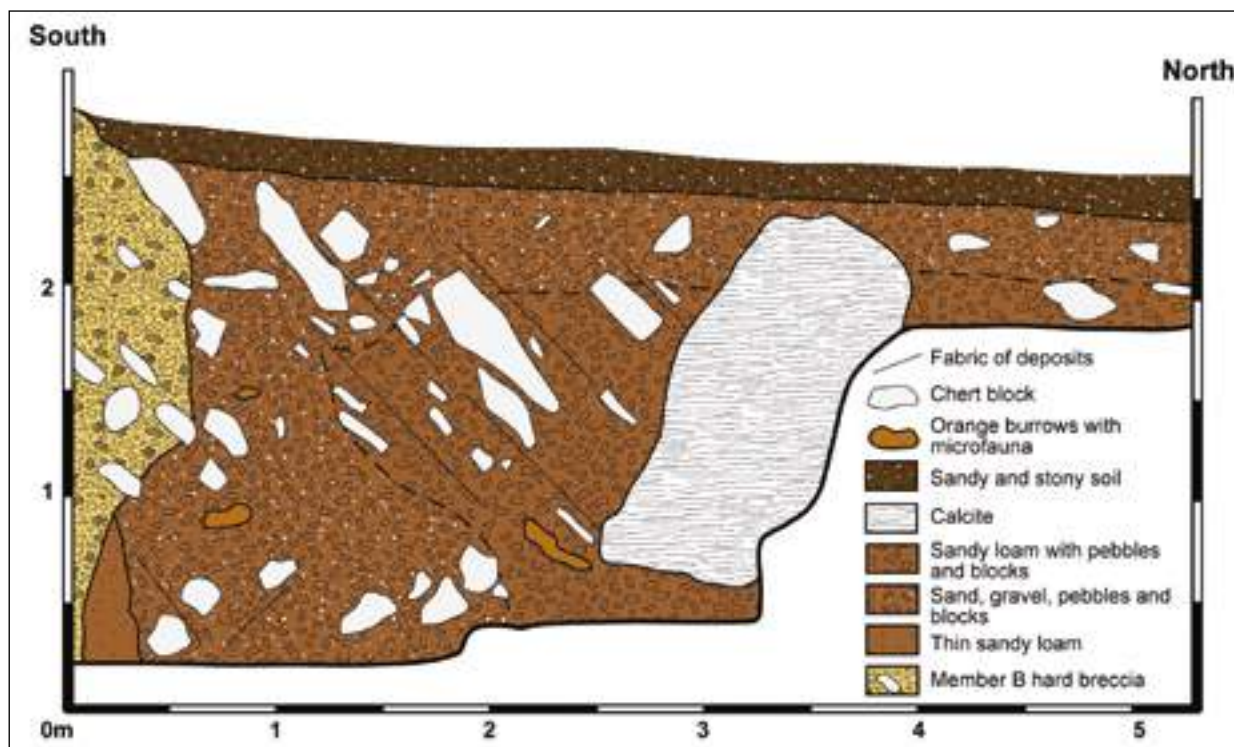 South
North
2
1
Fabric of deposits
Chert block
Orange burrows with
microfauna
Sandy and stony soil
Calcite
Sandy loam with pebbles
and blocks
Sand, gravel, pebbles and
blocks
Thin sandy loam
Member B hard breccia
0m 1 2 3 4 5